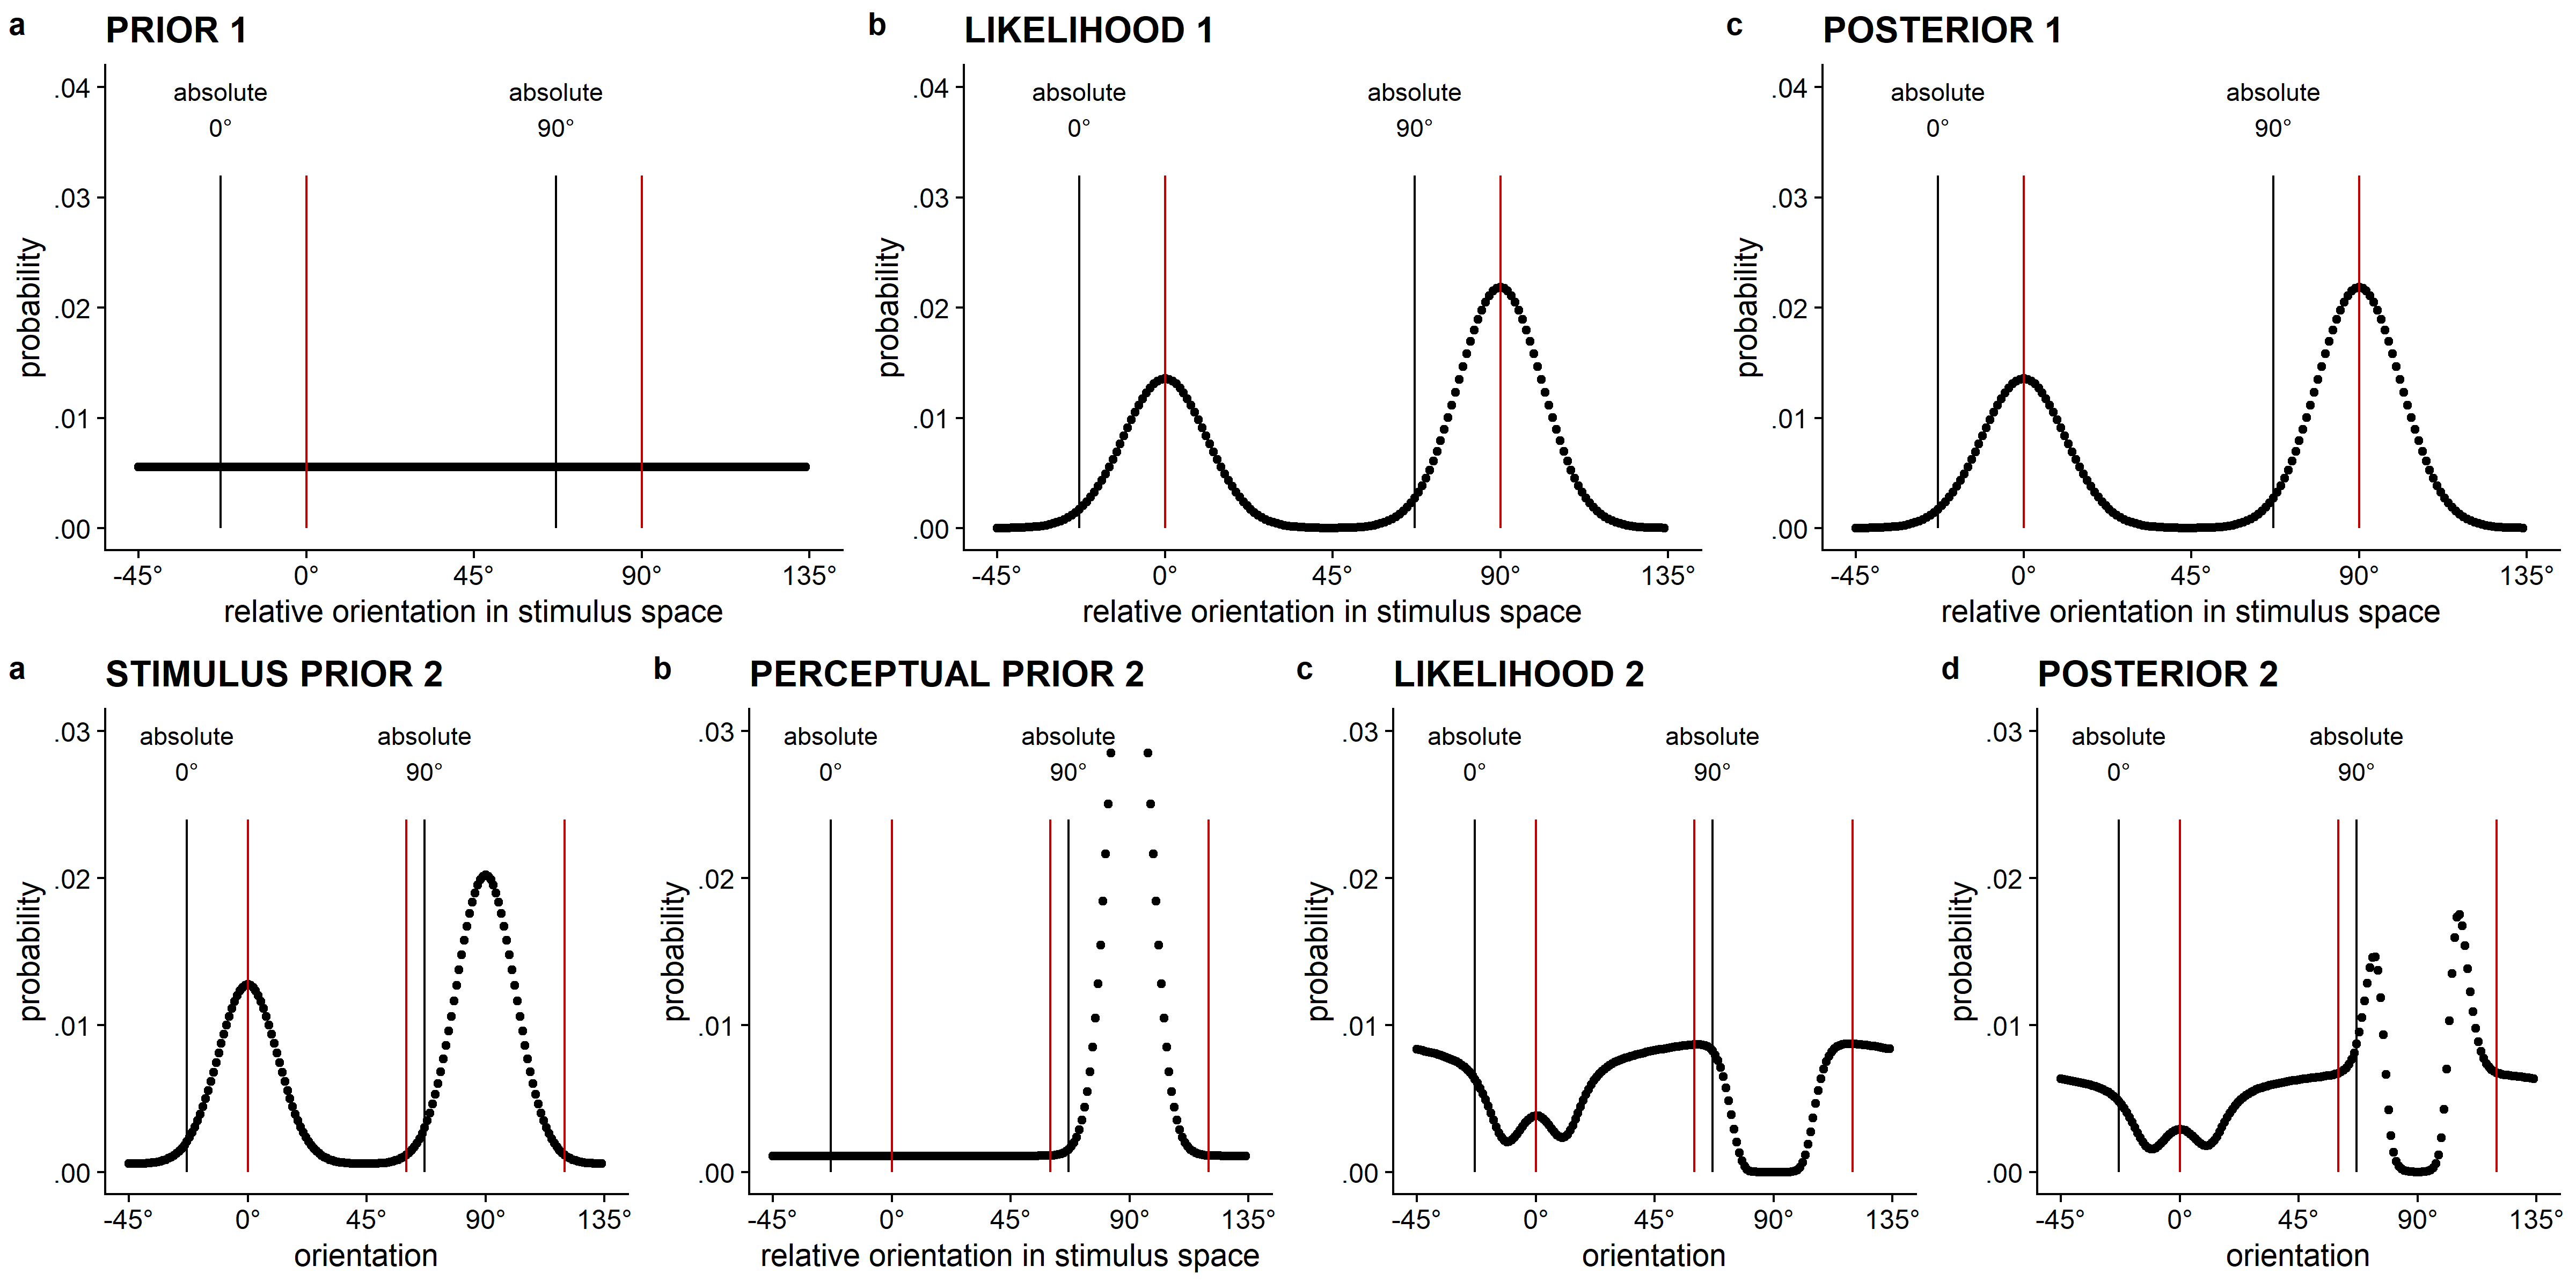 a PRIOR 1
absolute absolute
0° 90°
.04
.03
.02
.01
.00
probability
-45° 0° 45° 90° 135°
relative orientation in stimulus space
b LIKELIHOOD 1
absolute absolute
0° 90°
.04
.03
.02
.01
.00
probability
-45° 0° 45° 90° 135°
relative orientation in stimulus space
c POSTERIOR 1
absolute absolute
0° 90°
.04
.03
.02
.01
.00
probability
-45° 0° 45° 90° 135°
relative orientation in stimulus space
a STIMULUS PRIOR 2
absolute absolute
0° 90°
.03
.02
.01
.00
probability
-45° 0° 45° 90° 135°
orientation
b PERCEPTUAL PRIOR 2
absolute absolute
0° 90°
.03
.02
.01
.00
probability
-45° 0° 45° 90° 135°
relative orientation in stimulus space
c LIKELIHOOD 2
absolute absolute
0° 90°
.03
.02
.01
.00
probability
-45° 0° 45° 90° 135°
orientation
d POSTERIOR 2
absolute absolute
0° 90°
.03
.02
.01
.00
probability
-45° 0° 45° 90° 135°
orientation